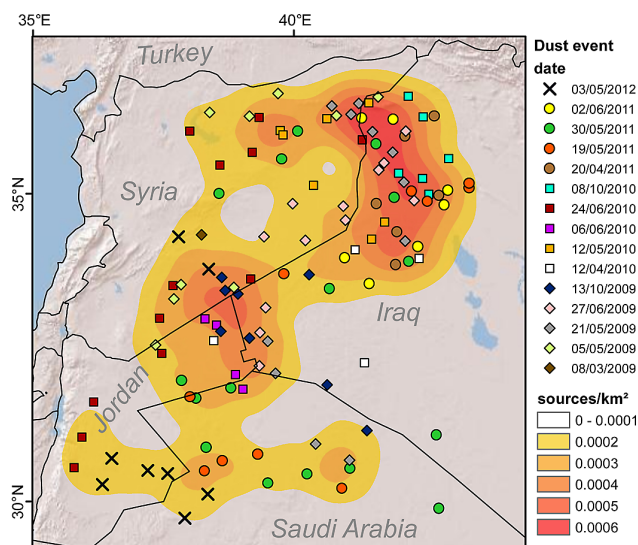 35°E
40°E
Turkey
Dust event
date
03/05/2012
02/06/2011
30/05/2011
19/05/2011
20/04/2011
08/10/2010
24/06/2010
06/06/2010
12/05/2010
12/04/2010
13/10/2009
27/06/2009
21/05/2009
05/05/2009
08/03/2009
35°N
Syria
Iraq
Jordan
sources/km²
0 - 0.0001
0.0002
0.0003
0.0004
0.0005
0.0006
30°N
Saudi Arabia